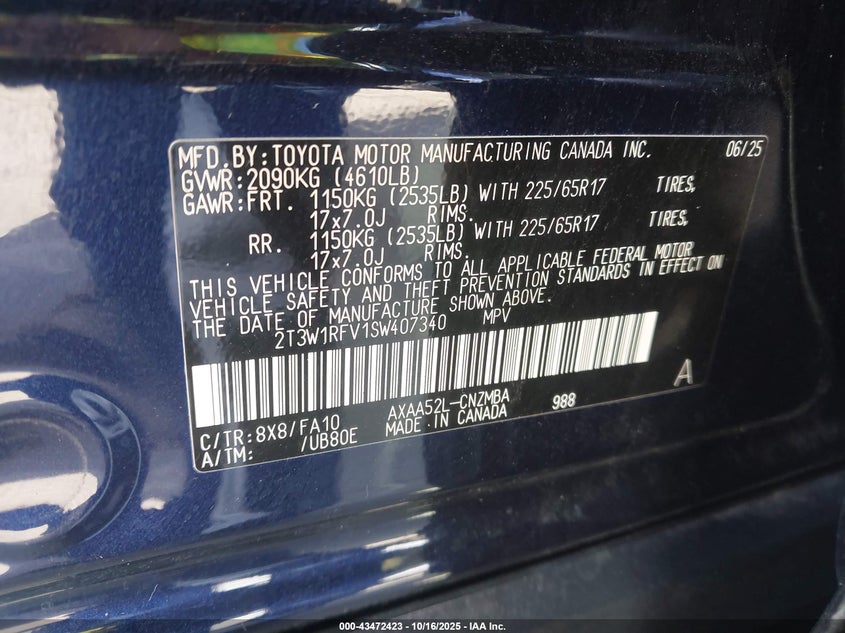 MFD. BY: TOYOTA MOTOR MANUFACTURING CANADA INC. 06/25
GVWR: 2090KG (4610LB)
GAWR: FRT. 1150KG (2535LB) WITH 225/65R17 TIRES,
17x7.0J RIMS.
RR. 1150KG (2535LB) WITH 225/65R17 TIRES,
17x7.0J RIMS.
THIS VEHICLE CONFORMS TO ALL APPLICABLE FEDERAL MOTOR
VEHICLE SAFETY AND THEFT PREVENTION STANDARDS IN EFFECT ON
THE DATE OF MANUFACTURE SHOWN ABOVE.
2T3W1RFV1SW407340 MPV
A
C/TR: 8X8/FA10 AXAA52L-CNZMBA 988
A/TM: /UB80E MADE IN CANADA
000-43472423 - 10/16/2025 - IAA Inc.